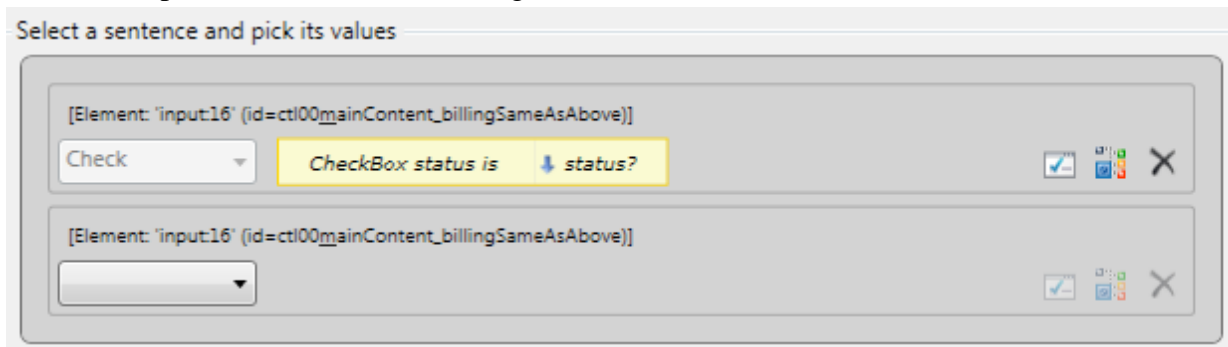 Select a sentence and pick its values
[Element: 'input:16' (id=ctl00mainContent_billingSameAsAbove)]
Check CheckBox status is status?
[Element: 'input:16' (id=ctl00mainContent_billingSameAsAbove)]